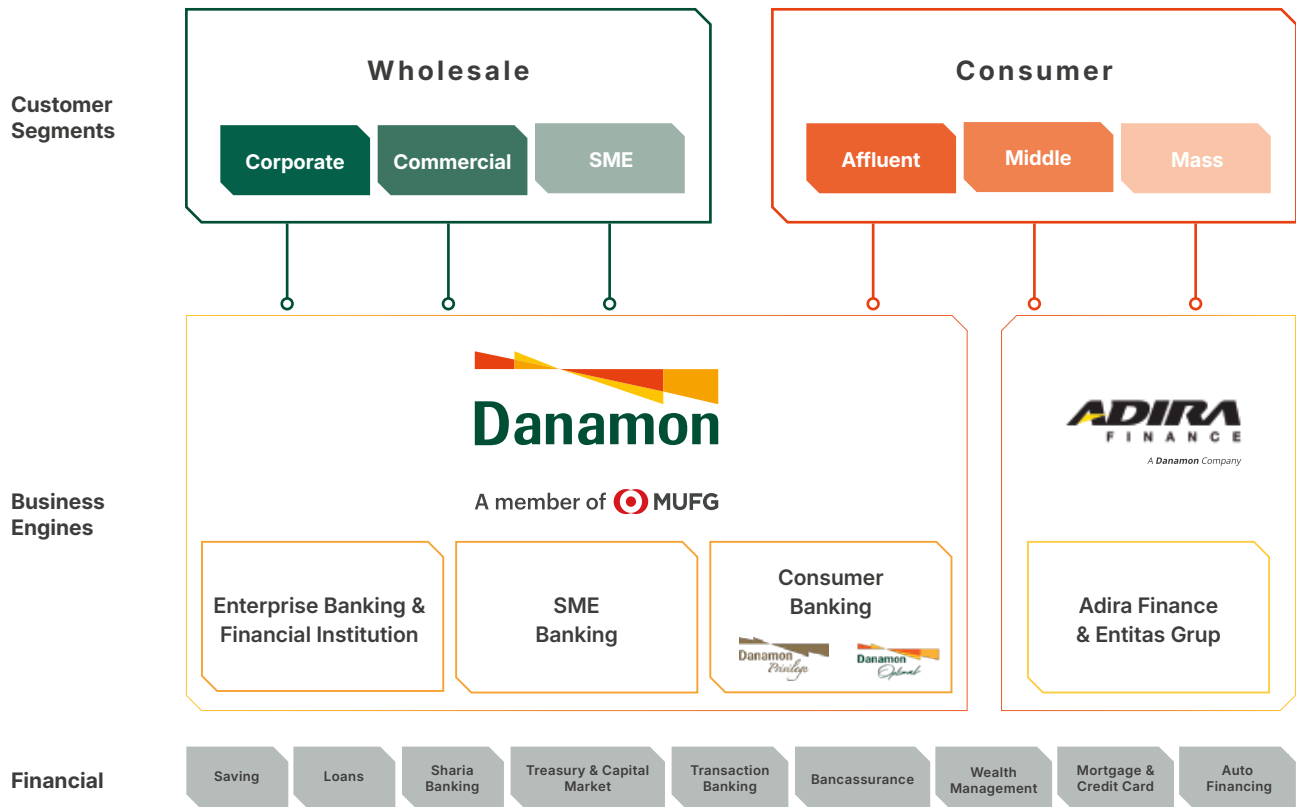 Customer
Segments
Wholesale
Corporate
Commercial
SME
Consumer
Affluent
Middle
Mass
Business
Engines
Danamon
A member of MUFG
Enterprise Banking &
Financial Institution
SME
Banking
Consumer
Banking
Danamon
Privilege
Danamon
Optimal
ADIRA
FINANCE
A Danamon Company
Adira Finance
& Entitas Grup
Financial
Saving
Loans
Sharia
Banking
Treasury & Capital
Market
Transaction
Banking
Bancassurance
Wealth
Management
Mortgage &
Credit Card
Auto
Financing